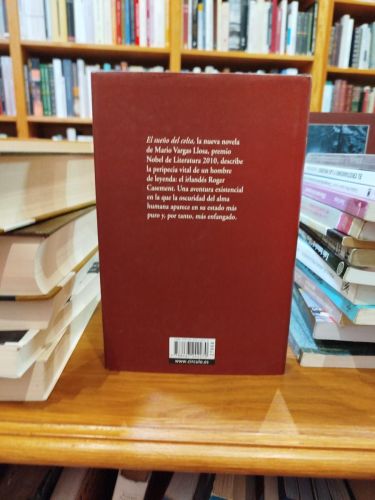 El sueño del celta, la nueva novela
de Mario Vargas Llosa, premio
Nobel de Literatura 2010, describe
la peripecia vital de un hombre
de leyenda: el irlandés Roger
Casement. Una aventura existencial
en la que la oscuridad del alma
humana aparece en su estado más
puro y, por tanto, más enfangado.
www.circulo.es